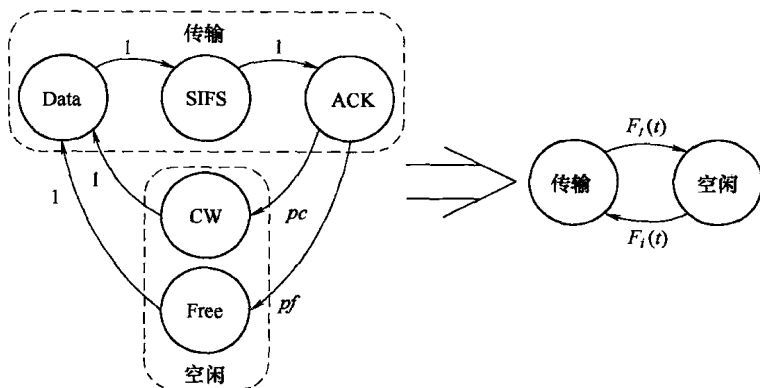 传输
1
1
Data
SIFS
ACK
1
1
CW
pc
Free
pf
空闲
F_t(t)
传输
空闲
F_i(t)